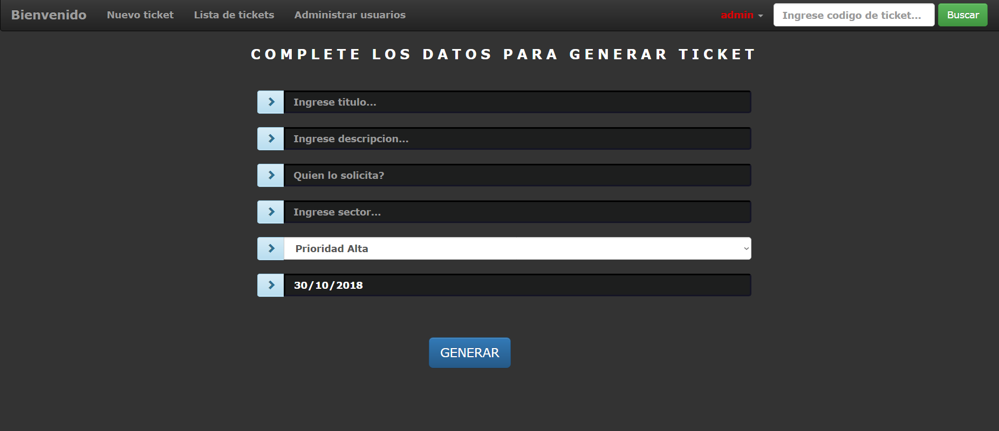 Bienvenido Nuevo ticket Lista de tickets Administrar usuarios admin Ingrese codigo de ticket... Buscar
COMPLETE LOS DATOS PARA GENERAR TICKET
Ingrese titulo...
Ingrese descripcion...
Quien lo solicita?
Ingrese sector...
Prioridad Alta
30/10/2018
GENERAR